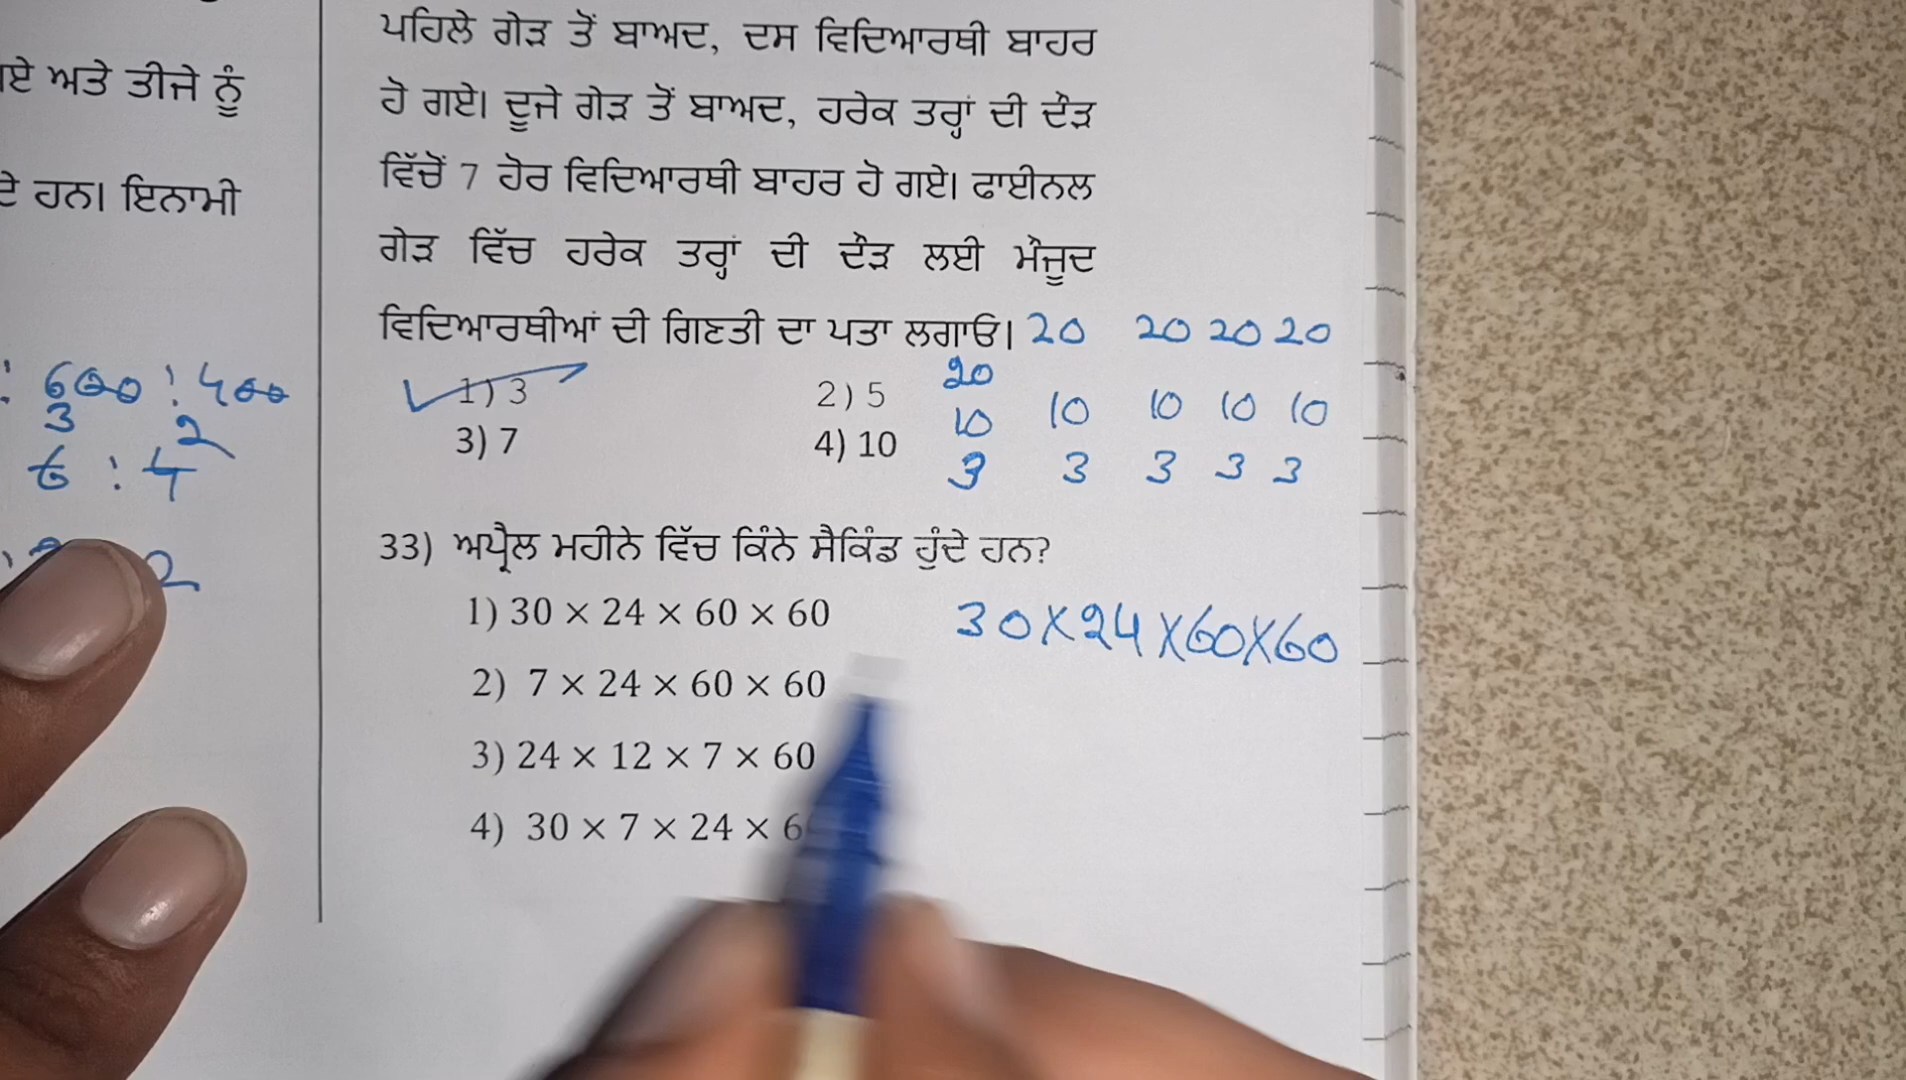 ਏ ਅਤੇ ਤੀਜੇ ਨੂੰ
ਹਨ। ਇਨਾਮੀ
: 600 : 400
3 2
6 : 4
2
ਪਹਿਲੇ ਗੇੜ ਤੋਂ ਬਾਅਦ, ਦਸ ਵਿਦਿਆਰਥੀ ਬਾਹਰ
ਹੋ ਗਏ। ਦੂਜੇ ਗੇੜ ਤੋਂ ਬਾਅਦ, ਹਰੇਕ ਤਰ੍ਹਾਂ ਦੀ ਦੌੜ
ਵਿੱਚੋਂ 7 ਹੋਰ ਵਿਦਿਆਰਥੀ ਬਾਹਰ ਹੋ ਗਏ। ਫਾਈਨਲ
ਗੇੜ ਵਿੱਚ ਹਰੇਕ ਤਰ੍ਹਾਂ ਦੀ ਦੌੜ ਲਈ ਮੌਜੂਦ
ਵਿਦਿਆਰਥੀਆਂ ਦੀ ਗਿਣਤੀ ਦਾ ਪਤਾ ਲਗਾਓ। 20 20 20 20
1) 3 2) 5 20
10 10 10 10 10
3) 7 4) 10 3 3 3 3 3
33) ਅਪ੍ਰੈਲ ਮਹੀਨੇ ਵਿੱਚ ਕਿੰਨੇ ਸੈਕਿੰਡ ਹੁੰਦੇ ਹਨ?
1) 30 × 24 × 60 × 60 30×24×60×60
2) 7 × 24 × 60 × 60
3) 24 × 12 × 7 × 60
4) 30 × 7 × 24 × 6